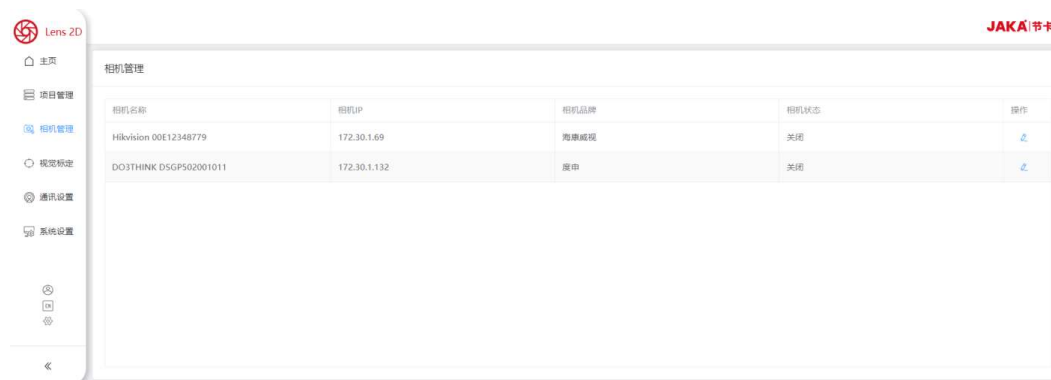 Lens 2D
JAKA 节卡
主页
项目管理
相机管理
视觉标定
通讯设置
系统设置
相机管理
相机名称 相机IP 相机品牌 相机状态 操作
Hikvision 00E12348779 172.30.1.69 海康威视 关闭
DO3THINK DSGP502001011 172.30.1.132 度申 关闭